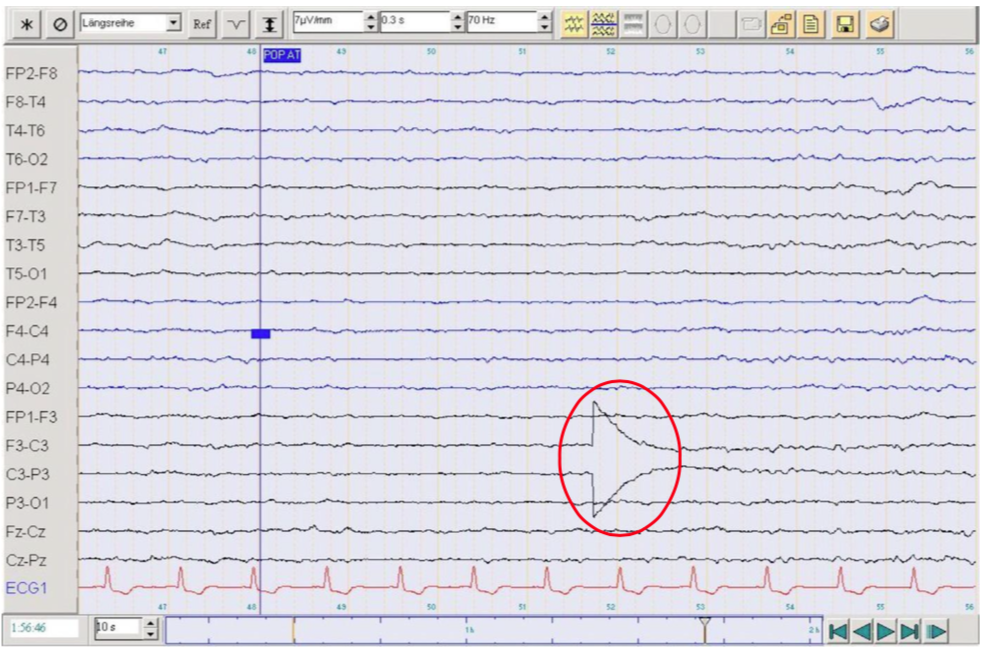 Längsreihe Ref 7µV/mm 0.3 s 70 Hz
47 48 49 50 51 52 53 54 55 56
POPAT
FP2-F8
F8-T4
T4-T6
T6-O2
FP1-F7
F7-T3
T3-T5
T5-O1
FP2-F4
F4-C4
C4-P4
P4-O2
FP1-F3
F3-C3
C3-P3
P3-O1
Fz-Cz
Cz-Pz
ECG1
47 48 49 50 51 52 53 54 55 56
1:56:46 10 s 1h 2h